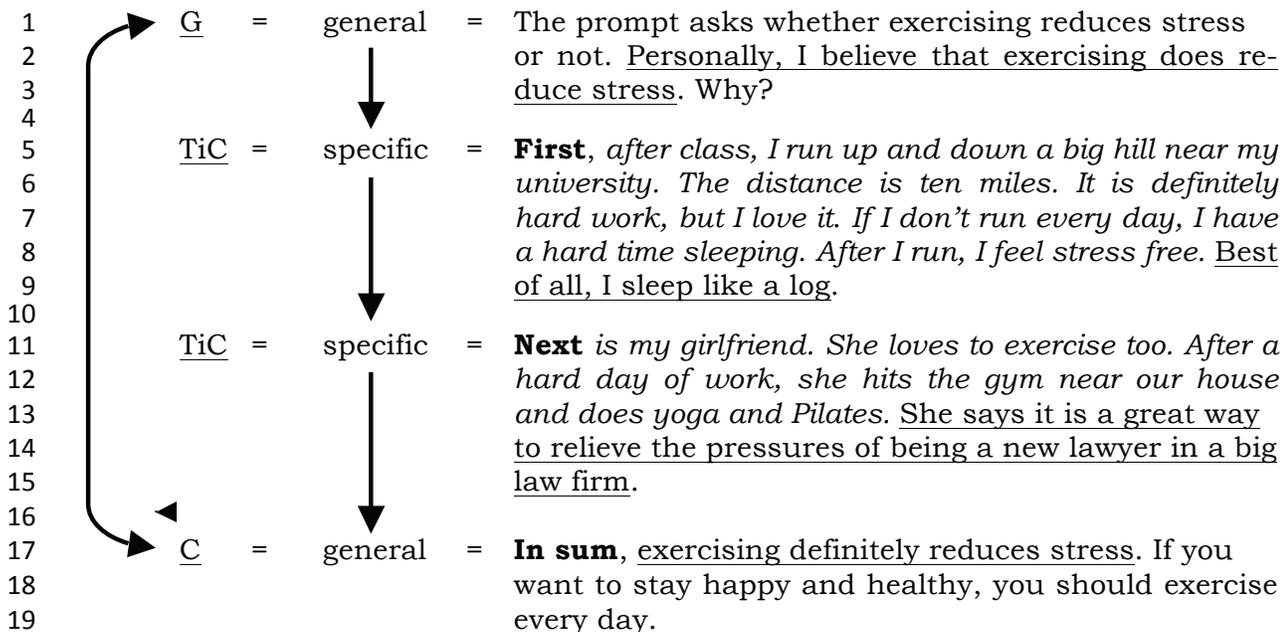 1 G = general = The prompt asks whether exercising reduces stress
2 or not. Personally, I believe that exercising does re-
3 duce stress. Why?
4
5 TiC = specific = First, after class, I run up and down a big hill near my
6 university. The distance is ten miles. It is definitely
7 hard work, but I love it. If I don't run every day, I have
8 a hard time sleeping. After I run, I feel stress free. Best
9 of all, I sleep like a log.
10
11 TiC = specific = Next is my girlfriend. She loves to exercise too. After a
12 hard day of work, she hits the gym near our house
13 and does yoga and Pilates. She says it is a great way
14 to relieve the pressures of being a new lawyer in a big
15 law firm.
16
17 C = general = In sum, exercising definitely reduces stress. If you
18 want to stay happy and healthy, you should exercise
19 every day.